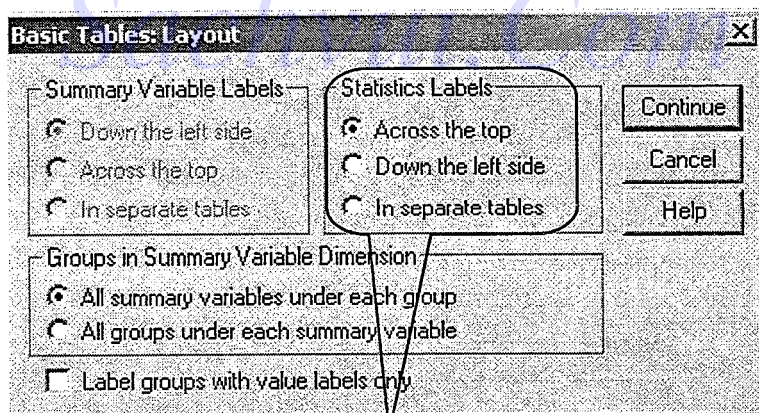 Sachvui.Com
Basic Tables: Layout
Summary Variable Labels
Down the left side
Across the top
In separate tables
Statistics Labels
Across the top
Down the left side
In separate tables
Continue
Cancel
Help
Groups in Summary Variable Dimension
All summary variables under each group
All groups under each summary variable
Label groups with value labels only